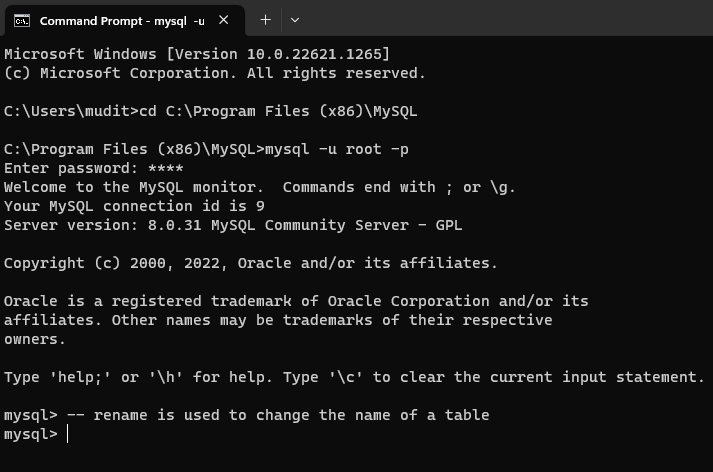 Command Prompt - mysql -u
Microsoft Windows [Version 10.0.22621.1265]
(c) Microsoft Corporation. All rights reserved.
C:\Users\mudit>cd C:\Program Files (x86)\MySQL
C:\Program Files (x86)\MySQL>mysql -u root -p
Enter password: ****
Welcome to the MySQL monitor.  Commands end with ; or \g.
Your MySQL connection id is 9
Server version: 8.0.31 MySQL Community Server - GPL
Copyright (c) 2000, 2022, Oracle and/or its affiliates.
Oracle is a registered trademark of Oracle Corporation and/or its
affiliates. Other names may be trademarks of their respective
owners.
Type 'help;' or '\h' for help. Type '\c' to clear the current input statement.
mysql> -- rename is used to change the name of a table
mysql>